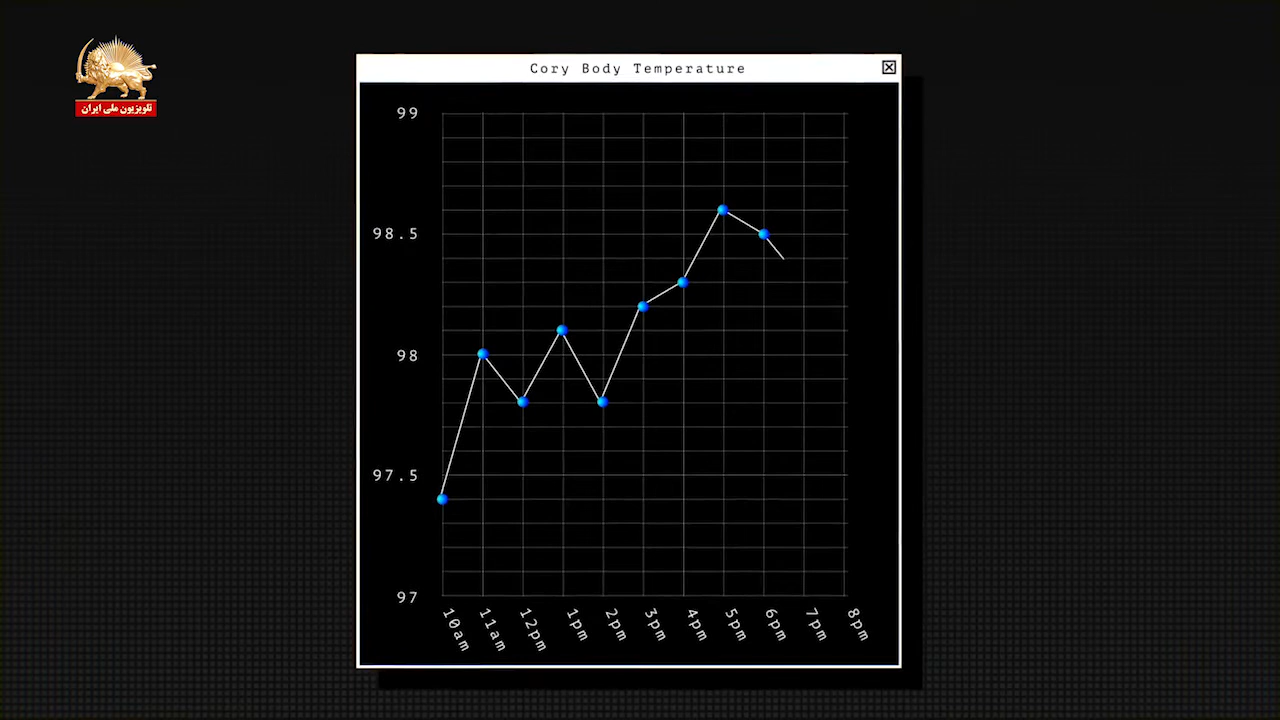 تلویزیون ملی ایران
Cory Body Temperature
99
98.5
98
97.5
97
10am
11am
12pm
1pm
2pm
3pm
4pm
5pm
6pm
7pm
8pm